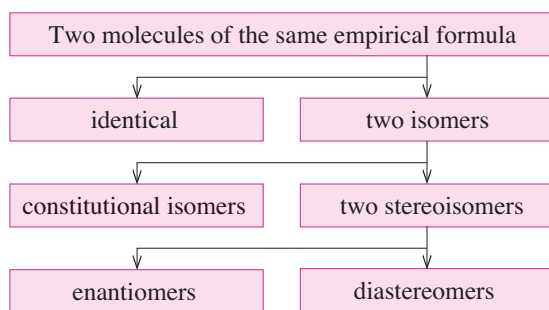 Two molecules of the same empirical formula
identical
two isomers
constitutional isomers
two stereoisomers
enantiomers
diastereomers